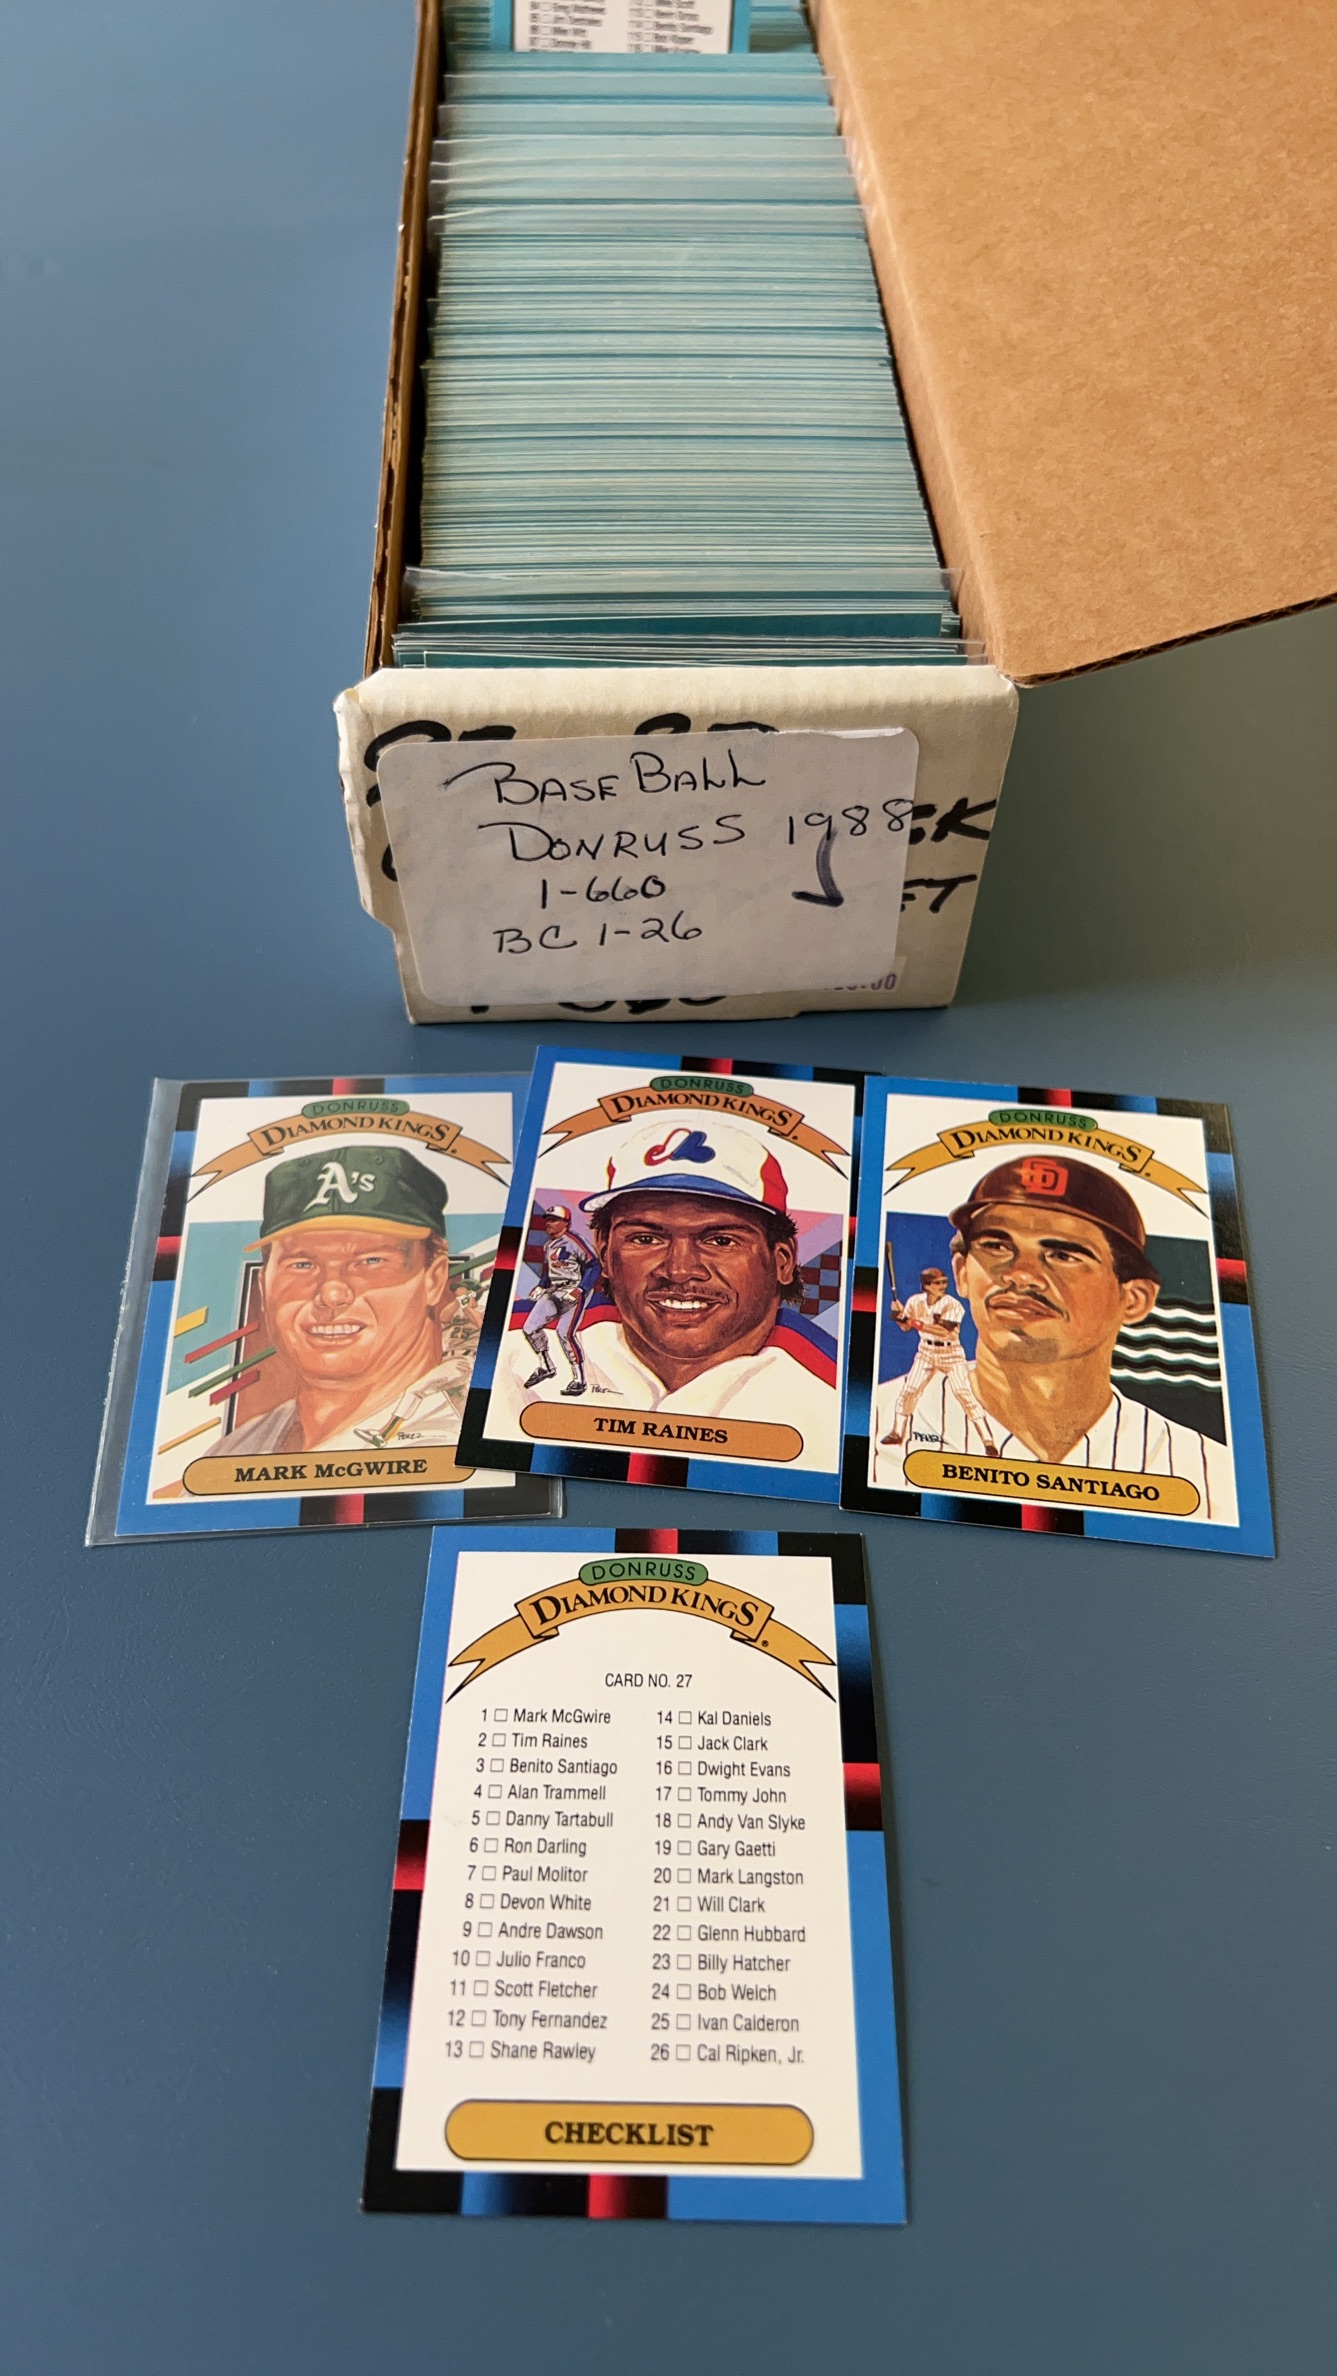 BASEBALL
DONRUSS 1988
1-660
BC 1-26
DONRUSS
DIAMOND KINGS
A's
MARK McGWIRE
PEREZ
DONRUSS
DIAMOND KINGS
TIM RAINES
PEREZ
DONRUSS
DIAMOND KINGS
SD
BENITO SANTIAGO
PEREZ
DONRUSS
DIAMOND KINGS®
CARD NO. 27
1 Mark McGwire
2 Tim Raines
3 Benito Santiago
4 Alan Trammell
5 Danny Tartabull
6 Ron Darling
7 Paul Molitor
8 Devon White
9 Andre Dawson
10 Julio Franco
11 Scott Fletcher
12 Tony Fernandez
13 Shane Rawley
14 Kal Daniels
15 Jack Clark
16 Dwight Evans
17 Tommy John
18 Andy Van Slyke
19 Gary Gaetti
20 Mark Langston
21 Will Clark
22 Glenn Hubbard
23 Billy Hatcher
24 Bob Welch
25 Ivan Calderon
26 Cal Ripken, Jr.
CHECKLIST